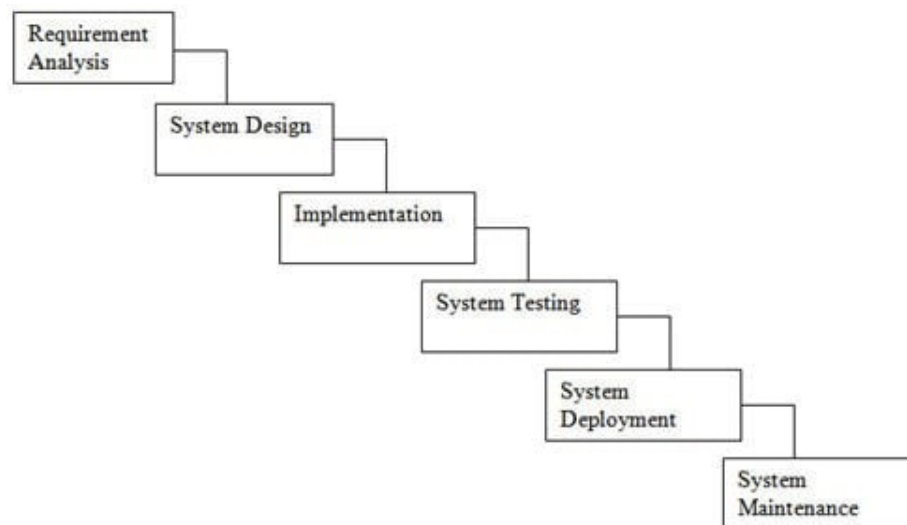 Requirement
Analysis
System Design
Implementation
System Testing
System
Deployment
System
Maintenance